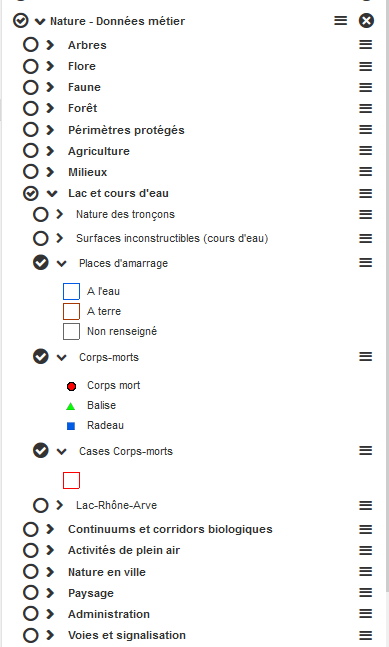 Nature - Données métier
Arbres
Flore
Faune
Forêt
Périmètres protégés
Agriculture
Milieux
Lac et cours d'eau
Nature des tronçons
Surfaces inconstructibles (cours d'eau)
Places d'amarrage
A l'eau
A terre
Non renseigné
Corps-morts
Corps mort
Balise
Radeau
Cases Corps-morts
Lac-Rhône-Arve
Continuums et corridors biologiques
Activités de plein air
Nature en ville
Paysage
Administration
Voies et signalisation